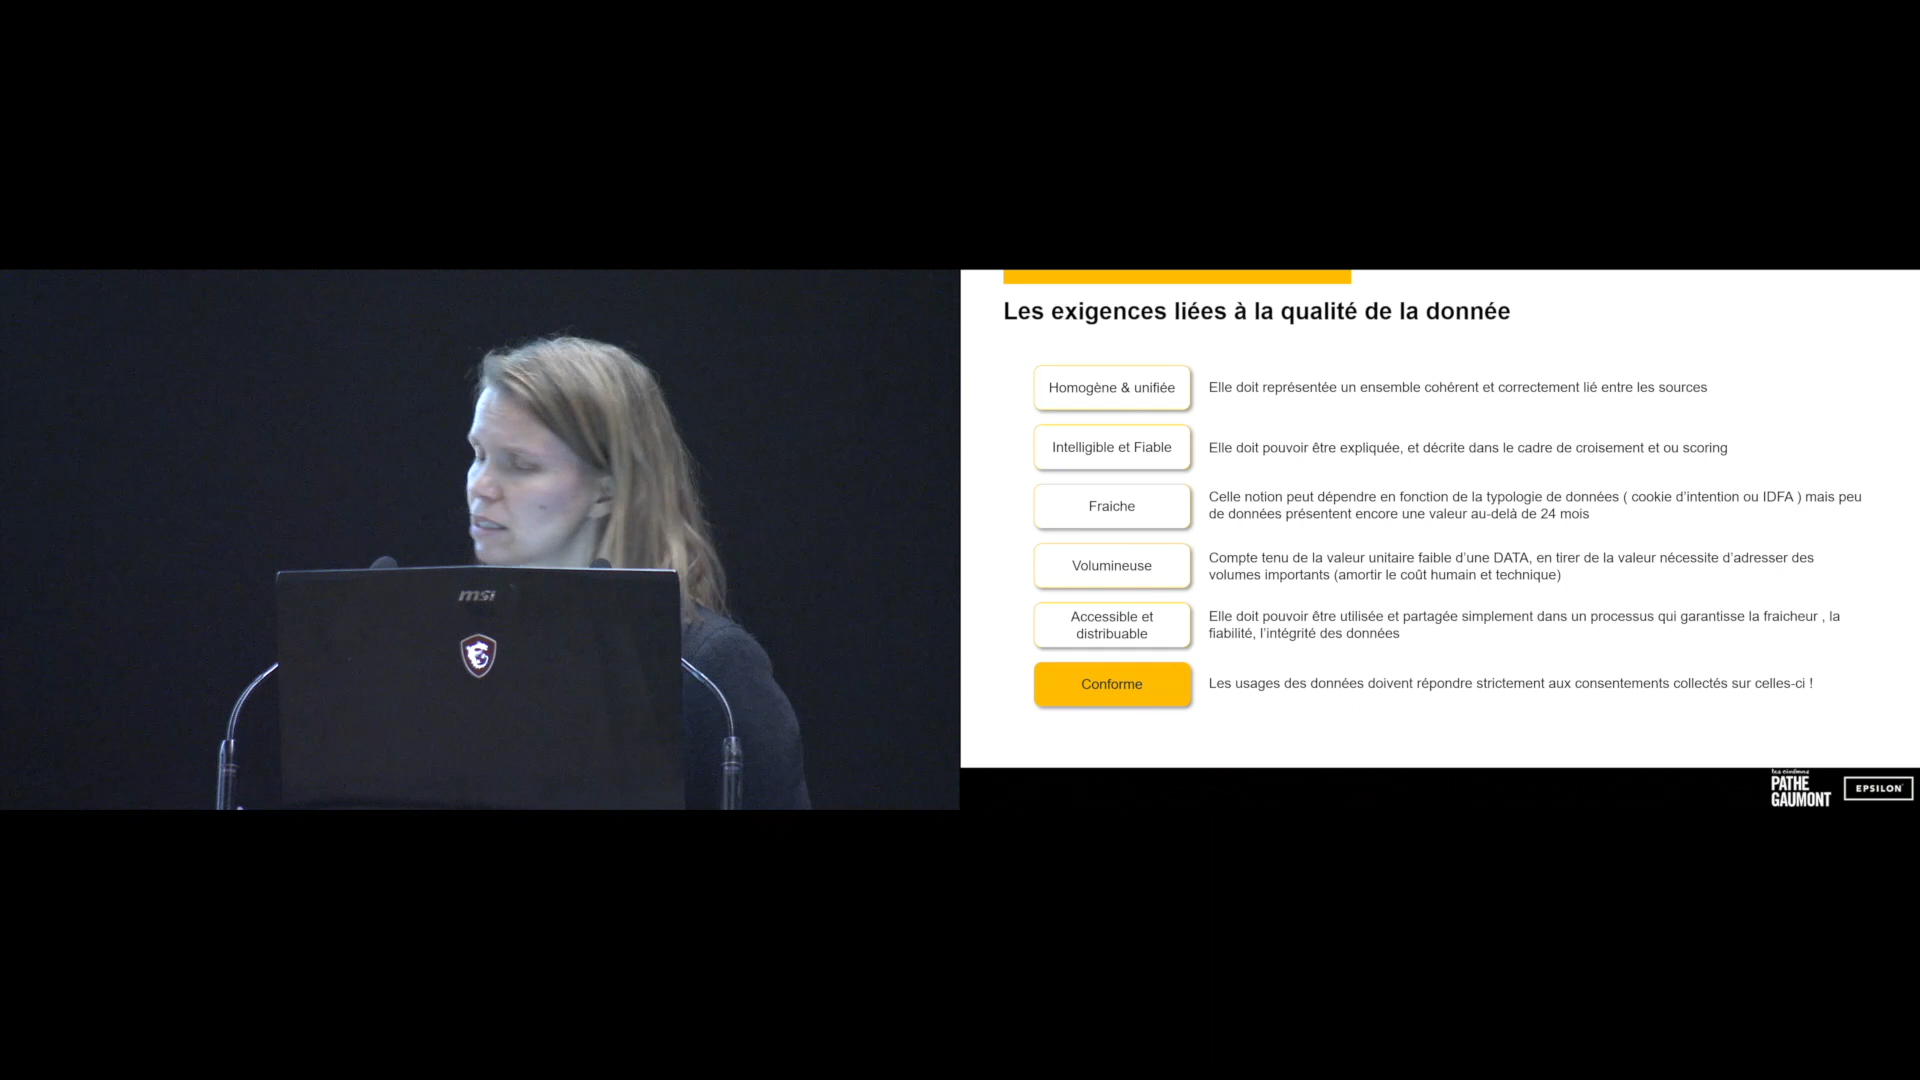 msi
Les exigences liées à la qualité de la donnée
Homogène & unifiée
Elle doit représentée un ensemble cohérent et correctement lié entre les sources
Intelligible et Fiable
Elle doit pouvoir être expliquée, et décrite dans le cadre de croisement et ou scoring
Fraiche
Celle notion peut dépendre en fonction de la typologie de données ( cookie d'intention ou IDFA ) mais peu
de données présentent encore une valeur au-delà de 24 mois
Volumineuse
Compte tenu de la valeur unitaire faible d'une DATA, en tirer de la valeur nécessite d'adresser des
volumes importants (amortir le coût humain et technique)
Accessible et
distribuable
Elle doit pouvoir être utilisée et partagée simplement dans un processus qui garantisse la fraicheur , la
fiabilité, l'intégrité des données
Conforme
Les usages des données doivent répondre strictement aux consentements collectés sur celles-ci !
les cinémas
PATHE
GAUMONT
EPSILON